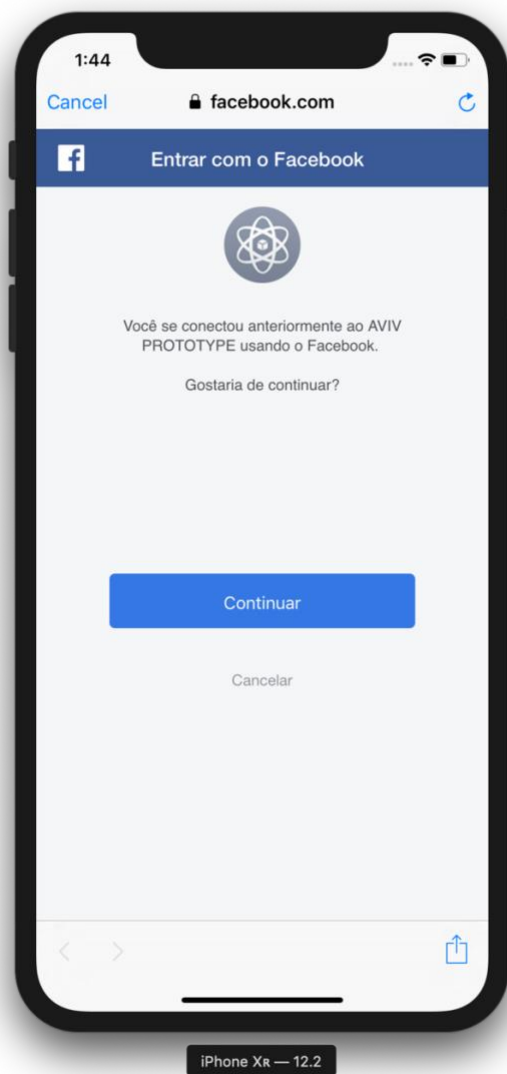 1:44
Cancel facebook.com
Entrar com o Facebook
Você se conectou anteriormente ao AVIV
PROTOTYPE usando o Facebook.
Gostaria de continuar?
Continuar
Cancelar
iPhone XR — 12.2